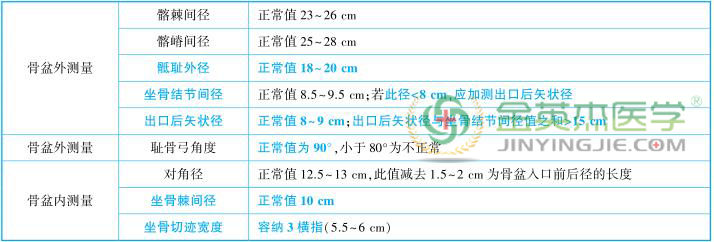 骨盆外测量 髂棘间径 正常值 23~26 cm
髂嵴间径 正常值 25~28 cm
骶耻外径 正常值 18~20 cm
坐骨结节间径 正常值 8.5~9.5 cm;若此径<8 cm,应加测出口后矢状径
出口后矢状径 正常值 8~9 cm;出口后矢状径与坐骨结节间径值之和>15 cm
骨盆外测量 耻骨弓角度 正常值为 90°,小于 80°为不正常
骨盆内测量 对角径 正常值 12.5~13 cm,此值减去 1.5~2 cm 为骨盆入口前后径的长度
坐骨棘间径 正常值 10 cm
坐骨切迹宽度 容纳 3 横指(5.5~6 cm)
金英杰医学®
JINYINGJIE.COM